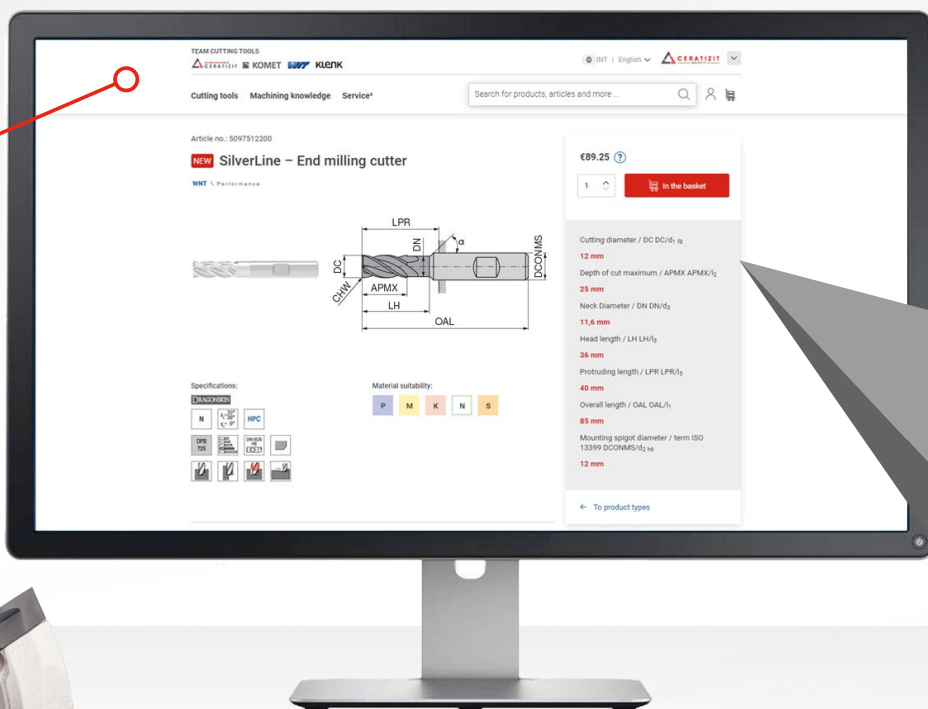 TEAM CUTTING TOOLS
CERATIZIT KOMET WNT KLENK
INT | English CERATIZIT
GROUP
Cutting tools Machining knowledge Service³
Search for products, articles and more ...
Article no.: 5097512200
NEW SilverLine – End milling cutter
WNT \ Performance
€89.25 ?
1 In the basket
LPR
DN
α
DC
DCONMS
CHW
APMX
LH
OAL
Cutting diameter / DC DC/d₁
12 mm
Depth of cut maximum / APMX APMX/l₂
25 mm
Neck Diameter / DN DN/d₃
11,6 mm
Head length / LH LH/l₃
36 mm
Protruding length / LPR LPR/l₅
40 mm
Overall length / OAL OAL/l₁
85 mm
Mounting spigot diameter / term ISO
13399 DCONMS/d₂ h6
12 mm
Specifications:
DRAGONSKIN
N HPC
DPB
725
Material suitability:
P M K N S
← To product types